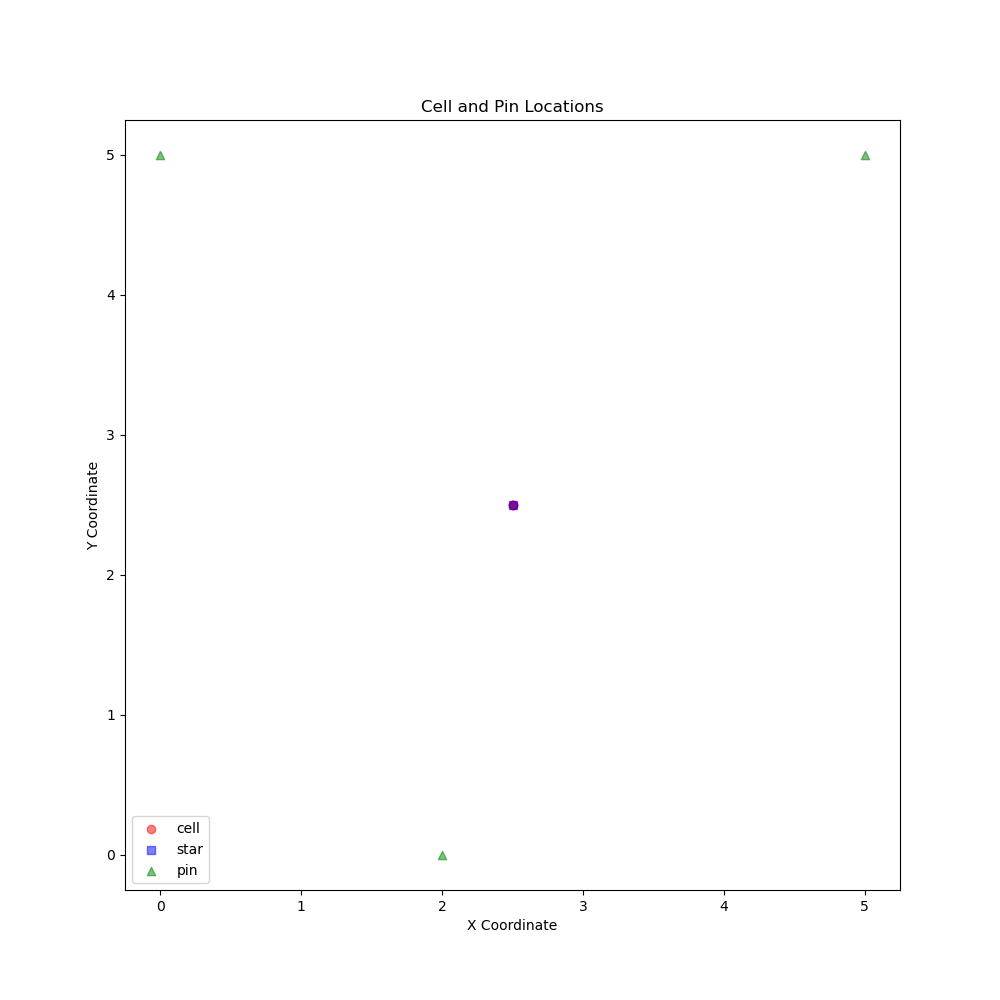 Cell and Pin Locations
5
4
3
2
1
0
Y Coordinate
cell
star
pin
0 1 2 3 4 5
X Coordinate